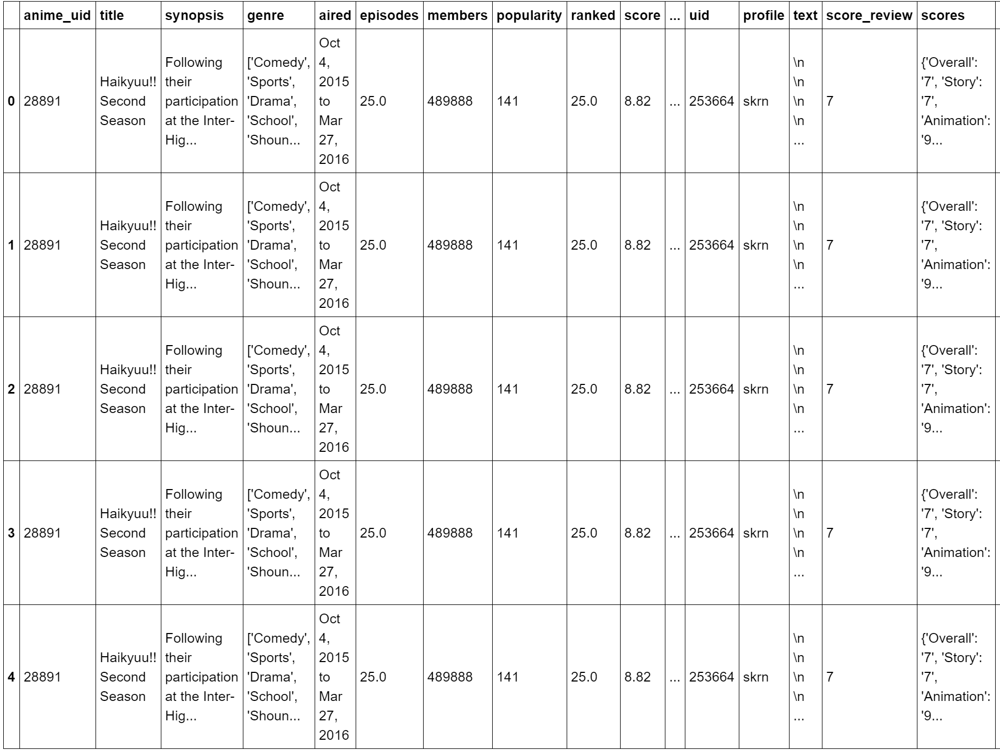 anime_uid title synopsis genre aired episodes members popularity ranked score ... uid profile text score_review scores
0 28891 Haikyuu!! Second Season Following their participation at the Inter-Hig... ['Comedy', 'Sports', 'Drama', 'School', 'Shoun... Oct 4, 2015 to Mar 27, 2016 25.0 489888 141 25.0 8.82 ... 253664 skrn \n \n \n \n ... 7 {'Overall': '7', 'Story': '7', 'Animation': '9...
1 28891 Haikyuu!! Second Season Following their participation at the Inter-Hig... ['Comedy', 'Sports', 'Drama', 'School', 'Shoun... Oct 4, 2015 to Mar 27, 2016 25.0 489888 141 25.0 8.82 ... 253664 skrn \n \n \n \n ... 7 {'Overall': '7', 'Story': '7', 'Animation': '9...
2 28891 Haikyuu!! Second Season Following their participation at the Inter-Hig... ['Comedy', 'Sports', 'Drama', 'School', 'Shoun... Oct 4, 2015 to Mar 27, 2016 25.0 489888 141 25.0 8.82 ... 253664 skrn \n \n \n \n ... 7 {'Overall': '7', 'Story': '7', 'Animation': '9...
3 28891 Haikyuu!! Second Season Following their participation at the Inter-Hig... ['Comedy', 'Sports', 'Drama', 'School', 'Shoun... Oct 4, 2015 to Mar 27, 2016 25.0 489888 141 25.0 8.82 ... 253664 skrn \n \n \n \n ... 7 {'Overall': '7', 'Story': '7', 'Animation': '9...
4 28891 Haikyuu!! Second Season Following their participation at the Inter-Hig... ['Comedy', 'Sports', 'Drama', 'School', 'Shoun... Oct 4, 2015 to Mar 27, 2016 25.0 489888 141 25.0 8.82 ... 253664 skrn \n \n \n \n ... 7 {'Overall': '7', 'Story': '7', 'Animation': '9...